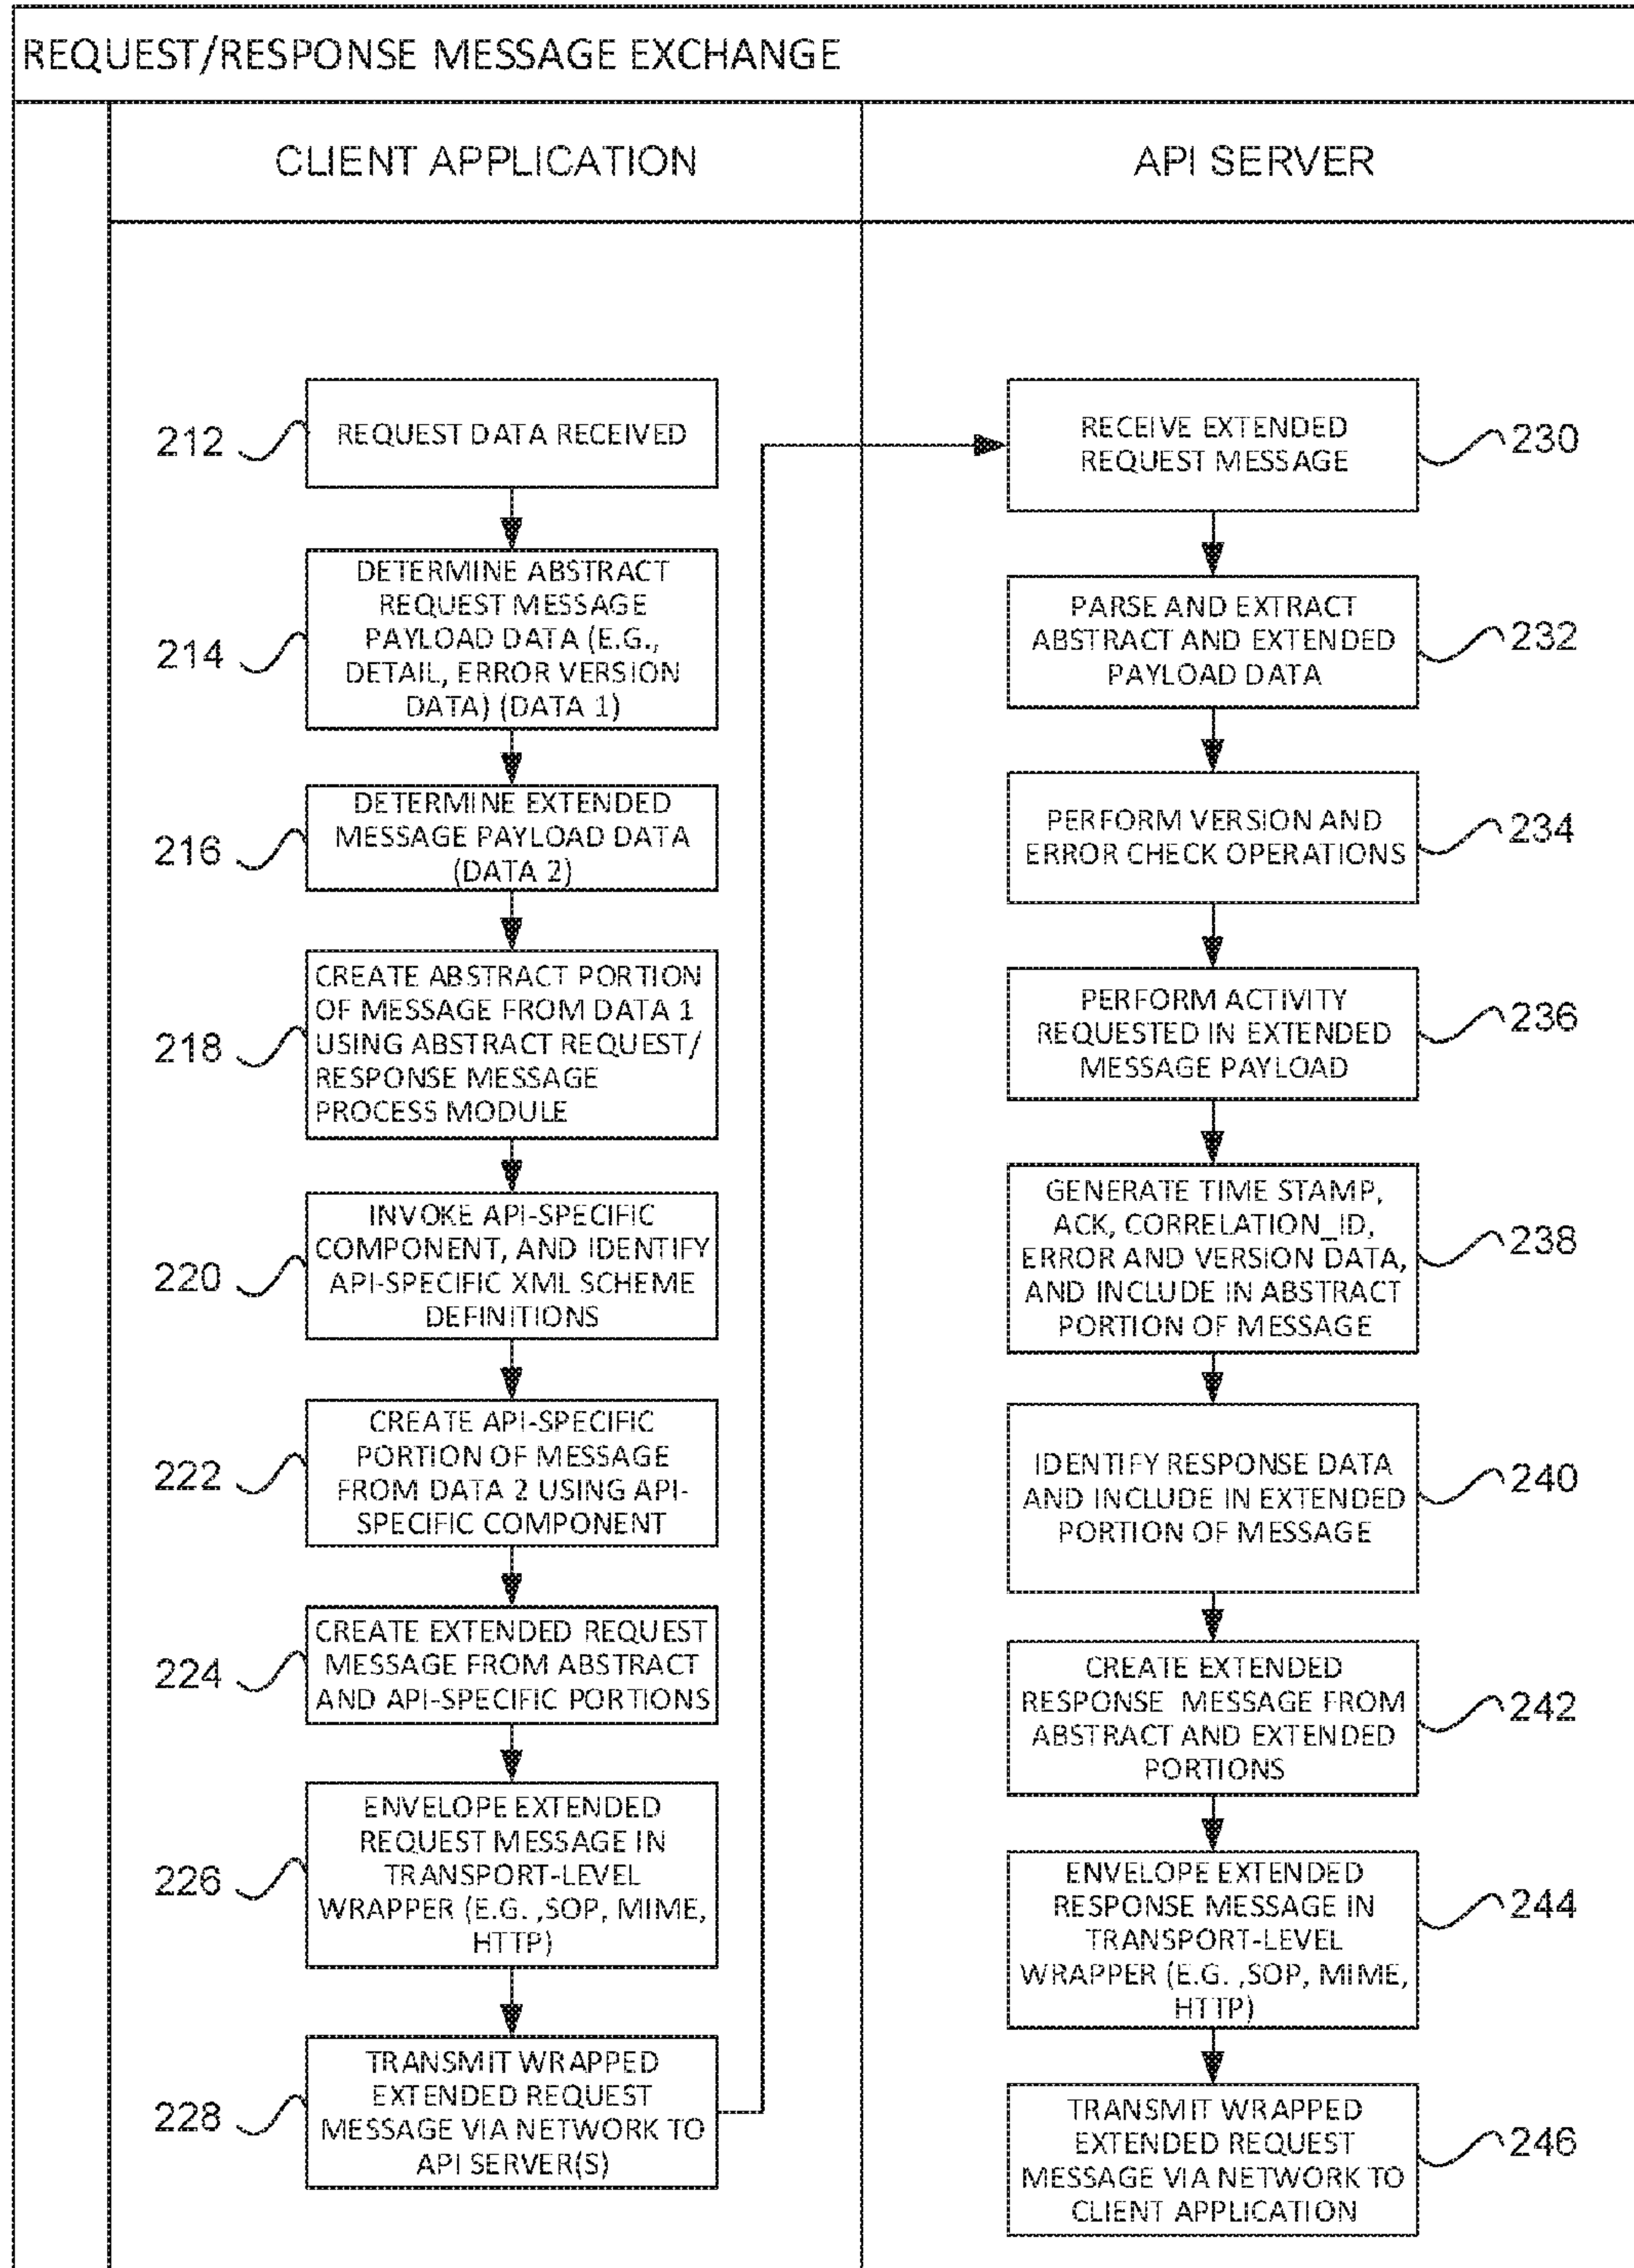 REQUEST/RESPONSE MESSAGE EXCHANGE
CLIENT APPLICATION
API SERVER
212
REQUEST DATA RECEIVED
214
DETERMINE ABSTRACT
REQUEST MESSAGE
PAYLOAD DATA (E.G.,
DETAIL, ERROR VERSION
DATA) (DATA 1)
216
DETERMINE EXTENDED
MESSAGE PAYLOAD DATA
(DATA 2)
218
CREATE ABSTRACT PORTION
OF MESSAGE FROM DATA 1
USING ABSTRACT REQUEST/
RESPONSE MESSAGE
PROCESS MODULE
220
INVOKE API-SPECIFIC
COMPONENT, AND IDENTIFY
API-SPECIFIC XML SCHEME
DEFINITIONS
222
CREATE API-SPECIFIC
PORTION OF MESSAGE
FROM DATA 2 USING API-
SPECIFIC COMPONENT
224
CREATE EXTENDED REQUEST
MESSAGE FROM ABSTRACT
AND API-SPECIFIC PORTIONS
226
ENVELOPE EXTENDED
REQUEST MESSAGE IN
TRANSPORT-LEVEL
WRAPPER (E.G. ,SOP, MIME,
HTTP)
228
TRANSMIT WRAPPED
EXTENDED REQUEST
MESSAGE VIA NETWORK TO
API SERVER(S)
RECEIVE EXTENDED
REQUEST MESSAGE
230
PARSE AND EXTRACT
ABSTRACT AND EXTENDED
PAYLOAD DATA
232
PERFORM VERSION AND
ERROR CHECK OPERATIONS
234
PERFORM ACTIVITY
REQUESTED IN EXTENDED
MESSAGE PAYLOAD
236
GENERATE TIME STAMP,
ACK, CORRELATION_ID,
ERROR AND VERSION DATA,
AND INCLUDE IN ABSTRACT
PORTION OF MESSAGE
238
IDENTIFY RESPONSE DATA
AND INCLUDE IN EXTENDED
PORTION OF MESSAGE
240
CREATE EXTENDED
RESPONSE MESSAGE FROM
ABSTRACT AND EXTENDED
PORTIONS
242
ENVELOPE EXTENDED
RESPONSE MESSAGE IN
TRANSPORT-LEVEL
WRAPPER (E.G. ,SOP, MIME,
HTTP)
244
TRANSMIT WRAPPED
EXTENDED REQUEST
MESSAGE VIA NETWORK TO
CLIENT APPLICATION
246